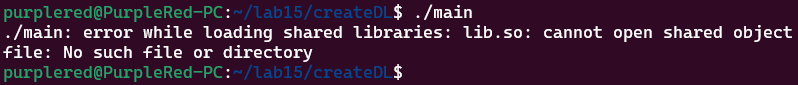 purplered@PurpleRed-PC:~/lab15/createDL$ ./main
./main: error while loading shared libraries: lib.so: cannot open shared object
file: No such file or directory
purplered@PurpleRed-PC:~/lab15/createDL$